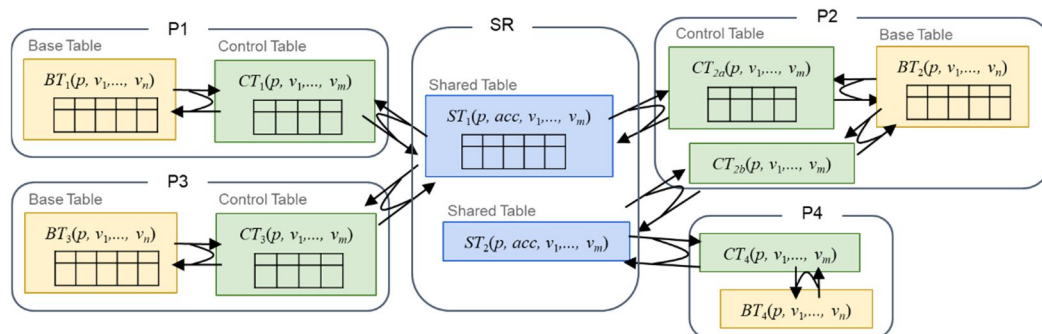 P1
Base Table
Control Table
BT₁(p, v₁,..., vₙ)
CT₁(p, v₁,..., vₘ)
P3
Base Table
Control Table
BT₃(p, v₁,..., vₙ)
CT₃(p, v₁,..., vₘ)
SR
Shared Table
ST₁(p, acc, v₁,..., vₘ)
Shared Table
ST₂(p, acc, v₁,..., vₘ)
P2
Control Table
Base Table
CT₂ₐ(p, v₁,..., vₘ)
BT₂(p, v₁,..., vₙ)
CT₂b(p, v₁,..., vₘ)
P4
CT₄(p, v₁,..., vₘ)
BT₄(p, v₁,..., vₙ)